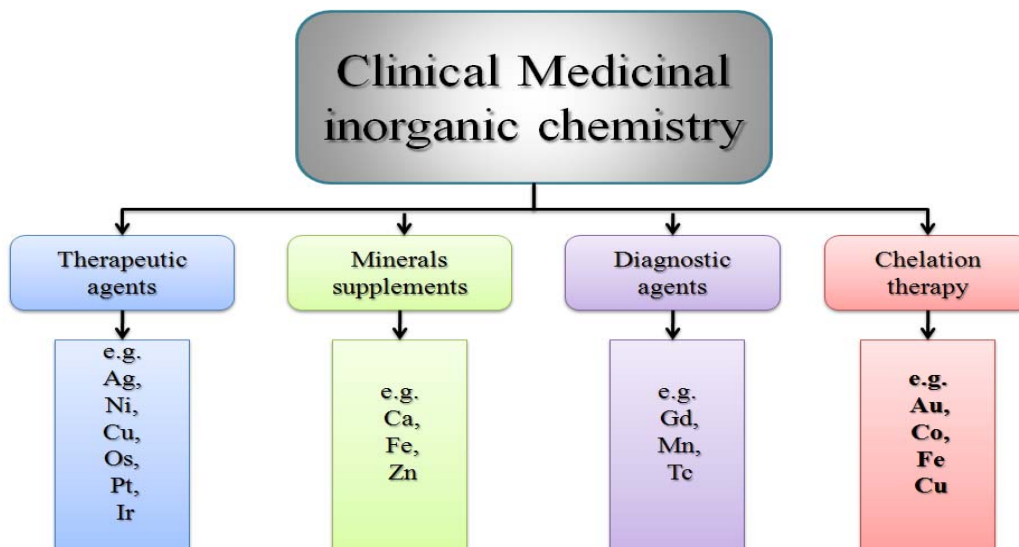 Clinical Medicinal
inorganic chemistry
Therapeutic
agents
e.g.
Ag,
Ni,
Cu,
Os,
Pt,
Ir
Minerals
supplements
e.g.
Ca,
Fe,
Zn
Diagnostic
agents
e.g.
Gd,
Mn,
Tc
Chelation
therapy
e.g.
Au,
Co,
Fe
Cu